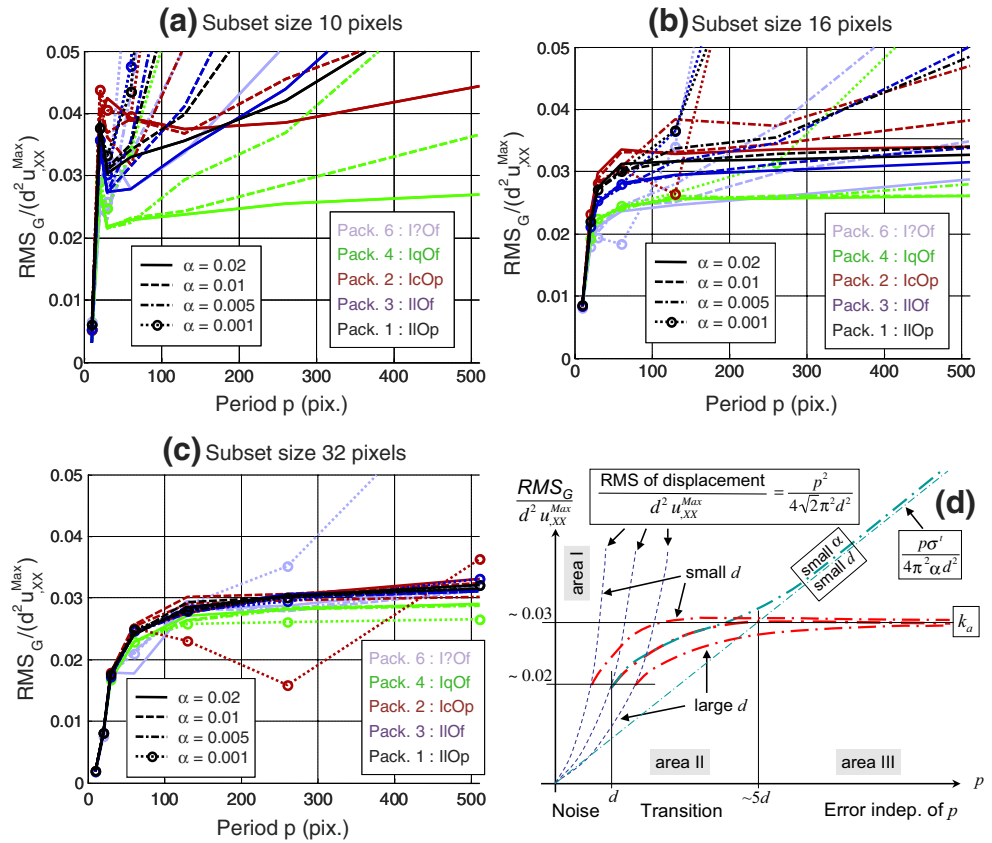 (a) Subset size 10 pixels
RMS_G/(d² u,XX^Max)
0.05
0.04
0.03
0.02
0.01
0
Pack. 6 : I?Of
Pack. 4 : IqOf
Pack. 2 : IcOp
Pack. 3 : IlOf
Pack. 1 : IlOp
α = 0.02
α = 0.01
α = 0.005
α = 0.001
0 100 200 300 400 500
Period p (pix.)
(b) Subset size 16 pixels
RMS_G/(d² u,XX^Max)
0.05
0.04
0.03
0.02
0.01
0
α = 0.02
α = 0.01
α = 0.005
α = 0.001
Pack. 6 : I?Of
Pack. 4 : IqOf
Pack. 2 : IcOp
Pack. 3 : IlOf
Pack. 1 : IlOp
0 100 200 300 400 500
Period p (pix.)
(c) Subset size 32 pixels
RMS_G/(d² u,XX^Max)
0.05
0.04
0.03
0.02
0.01
0
α = 0.02
α = 0.01
α = 0.005
α = 0.001
Pack. 6 : I?Of
Pack. 4 : IqOf
Pack. 2 : IcOp
Pack. 3 : IlOf
Pack. 1 : IlOp
0 100 200 300 400 500
Period p (pix.)
(d)
RMS_G/(d² u,XX^Max)
RMS of displacement/(d² u,XX^Max) = p²/(4√2π²d²)
area I
small d
small α
small d
pσ^t/(4π²αd²)
~ 0.03
k_a
~ 0.02
large d
area II
area III
p
Noise
d
Transition
~5d
Error indep. of p